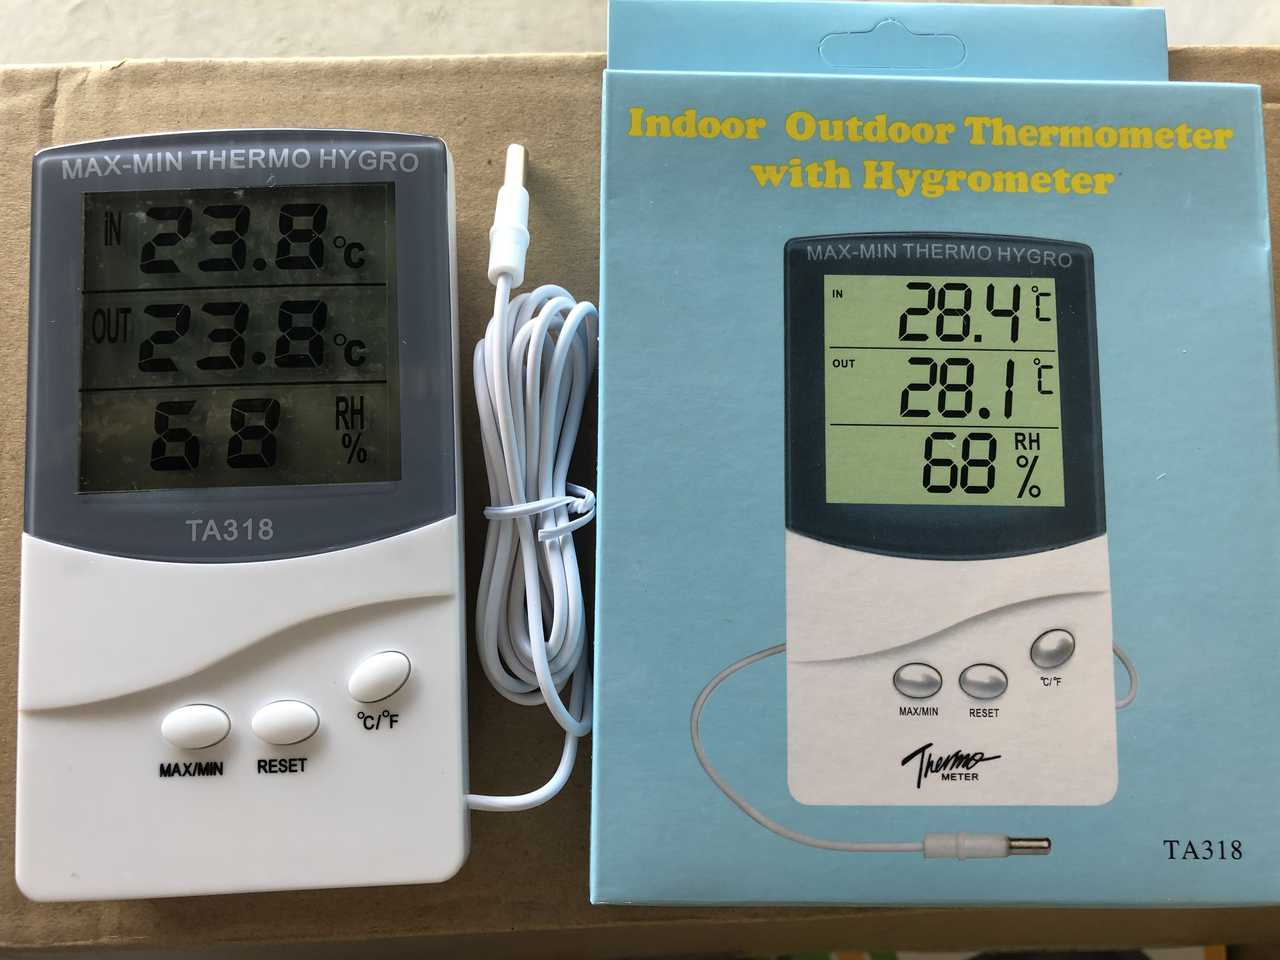 MAX-MIN THERMO HYGRO
IN 23.8 °C
OUT 23.8 °C
68 RH %
TA318
MAX/MIN RESET °C/°F
Indoor Outdoor Thermometer
with Hygrometer
MAX-MIN THERMO HYGRO
IN 28.4 °C
OUT 28.1 °C
68 RH %
MAX/MIN RESET °C/°F
Thermo
METER
TA318